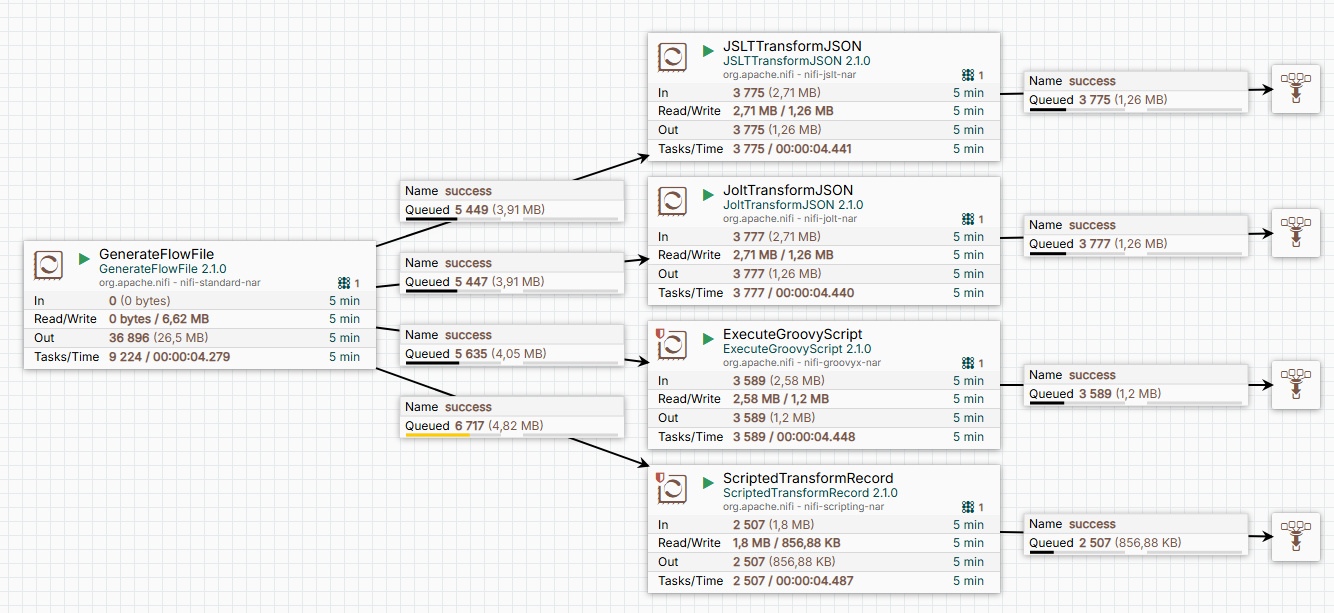 GenerateFlowFile
GenerateFlowFile 2.1.0
org.apache.nifi - nifi-standard-nar
1
In 0 (0 bytes) 5 min
Read/Write 0 bytes / 6,62 MB 5 min
Out 36 896 (26,5 MB) 5 min
Tasks/Time 9 224 / 00:00:04.279 5 min
Name success
Queued 5 449 (3,91 MB)
Name success
Queued 5 447 (3,91 MB)
Name success
Queued 5 635 (4,05 MB)
Name success
Queued 6 717 (4,82 MB)
JSLTTransformJSON
JSLTTransformJSON 2.1.0
org.apache.nifi - nifi-jslt-nar
1
In 3 775 (2,71 MB) 5 min
Read/Write 2,71 MB / 1,26 MB 5 min
Out 3 775 (1,26 MB) 5 min
Tasks/Time 3 775 / 00:00:04.441 5 min
Name success
Queued 3 775 (1,26 MB)
JoltTransformJSON
JoltTransformJSON 2.1.0
org.apache.nifi - nifi-jolt-nar
1
In 3 777 (2,71 MB) 5 min
Read/Write 2,71 MB / 1,26 MB 5 min
Out 3 777 (1,26 MB) 5 min
Tasks/Time 3 777 / 00:00:04.440 5 min
Name success
Queued 3 777 (1,26 MB)
ExecuteGroovyScript
ExecuteGroovyScript 2.1.0
org.apache.nifi - nifi-groovyx-nar
1
In 3 589 (2,58 MB) 5 min
Read/Write 2,58 MB / 1,2 MB 5 min
Out 3 589 (1,2 MB) 5 min
Tasks/Time 3 589 / 00:00:04.448 5 min
Name success
Queued 3 589 (1,2 MB)
ScriptedTransformRecord
ScriptedTransformRecord 2.1.0
org.apache.nifi - nifi-scripting-nar
1
In 2 507 (1,8 MB) 5 min
Read/Write 1,8 MB / 856,88 KB 5 min
Out 2 507 (856,88 KB) 5 min
Tasks/Time 2 507 / 00:00:04.487 5 min
Name success
Queued 2 507 (856,88 KB)